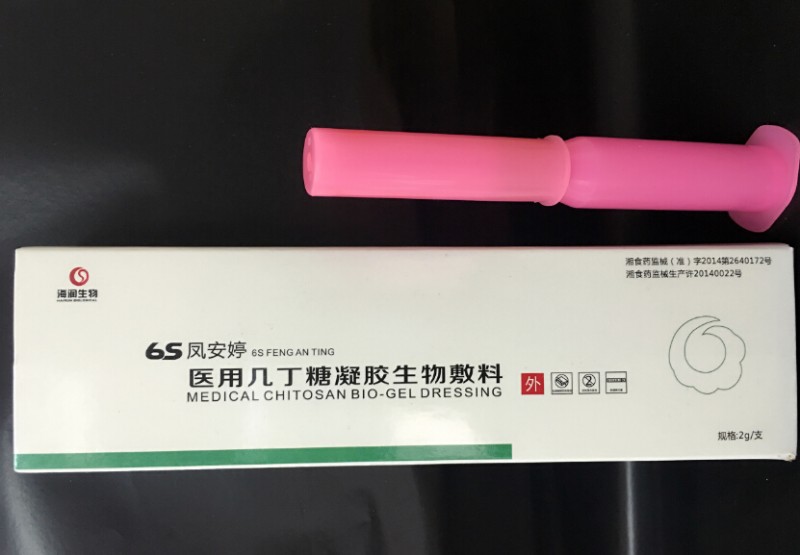 湘食药监械（准）字2014第2640172号
湘食药监械生产许20140022号
海润生物
6S 凤安婷 6S FENG AN TING
医用几丁糖凝胶生物敷料 外
MEDICAL CHITOSAN BIO-GEL DRESSING
规格:2g/支